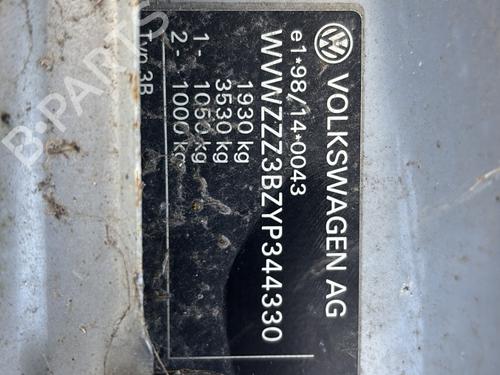 VOLKSWAGEN AG
e1*98/14*0043
WVWZZZ3BZYP344330
1930 kg
3530 kg
1 - 1050 kg
2 - 1000 kg
Typ 3B
B-PARTS